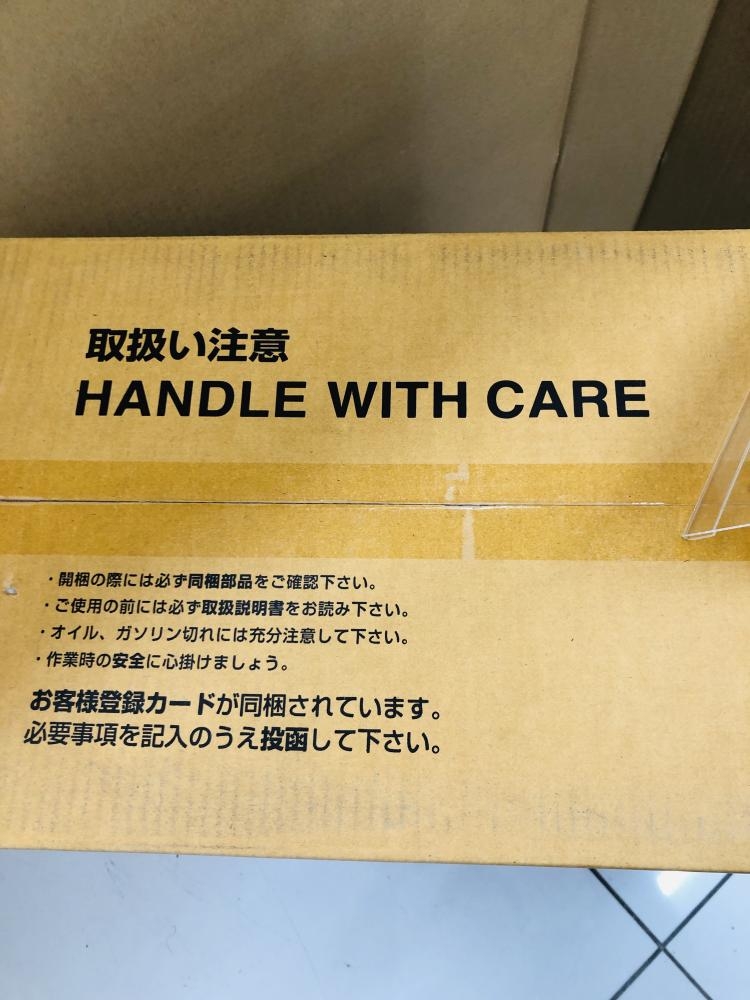 取扱い注意
HANDLE WITH CARE
・開梱の際には必ず同梱部品をご確認下さい。
・ご使用の前には必ず取扱説明書をお読み下さい。
・オイル、ガソリン切れには充分注意して下さい。
・作業時の安全に心掛けましょう。
お客様登録カードが同梱されています。
必要事項を記入のうえ投函して下さい。